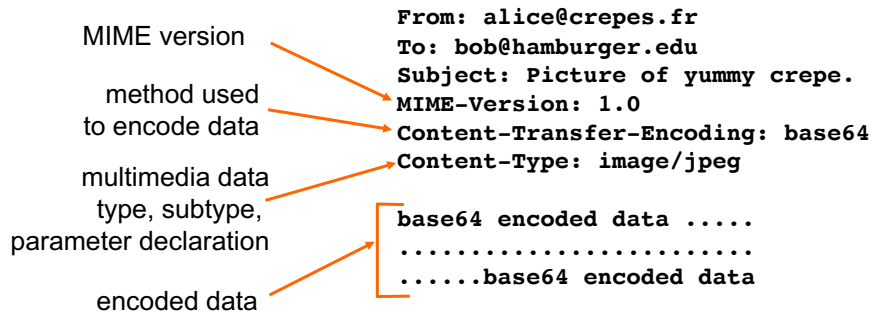 From: alice@crepes.fr
To: bob@hamburger.edu
Subject: Picture of yummy crepe.
MIME-Version: 1.0
Content-Transfer-Encoding: base64
Content-Type: image/jpeg
base64 encoded data .....
.........................
......base64 encoded data
MIME version
method used
to encode data
multimedia data
type, subtype,
parameter declaration
encoded data